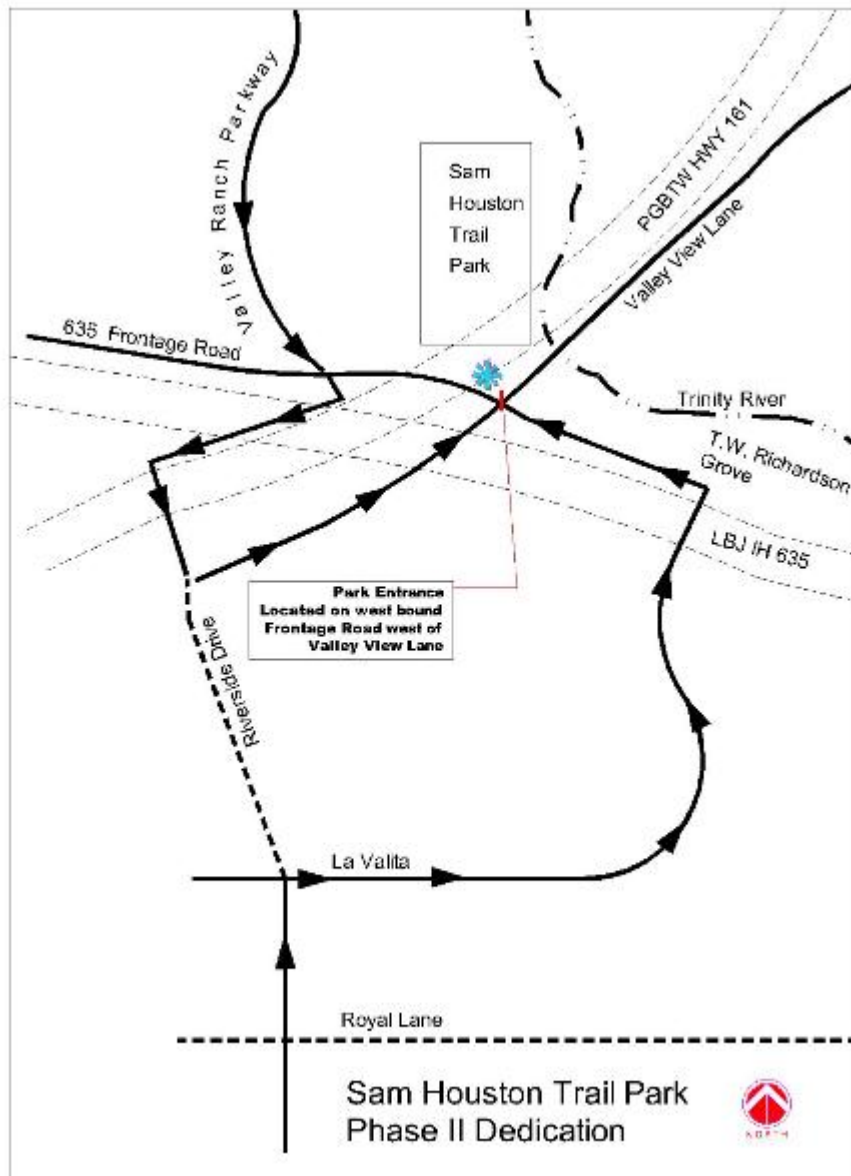 Valley Ranch Parkway
PGBTW HWY 161
Sam
Houston
Trail
Park
Valley View Lane
635 Frontage Road
Trinity River
T.W. Richardson
Grove
LBJ IH 635
Park Entrance
Located on west bound
Frontage Road west of
Valley View Lane
Riverside Drive
La Valita
Royal Lane
Sam Houston Trail Park
Phase II Dedication
NORTH